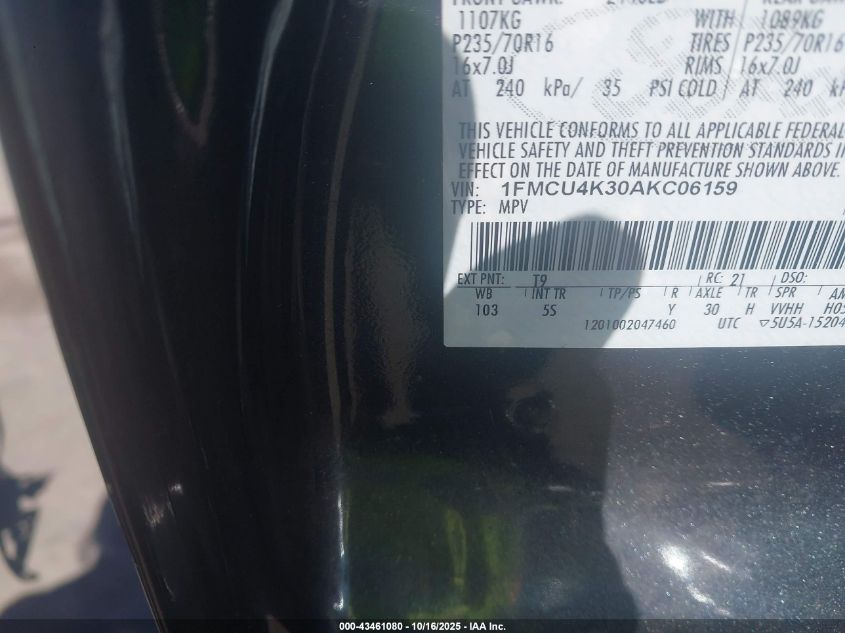 1107KG WITH 1089KG
P235/70R16 TIRES P235/70R16
16x7.0J RIMS 16x7.0J
AT 240 kPa/ 35 PSI COLD AT 240
THIS VEHICLE CONFORMS TO ALL APPLICABLE FEDERAL
VEHICLE SAFETY AND THEFT PREVENTION STANDARDS IN
EFFECT ON THE DATE OF MANUFACTURE SHOWN ABOVE.
VIN: 1FMCU4K30AKC06159
TYPE: MPV
EXT PNT: T9 RC: 21 DSO:
WB INT TR TP/PS R AXLE TR SPR
103 5S Y 30 H VVHH
1201002047460 UTC ▽5U5A-15204
000-43461080 - 10/16/2025 - IAA Inc.